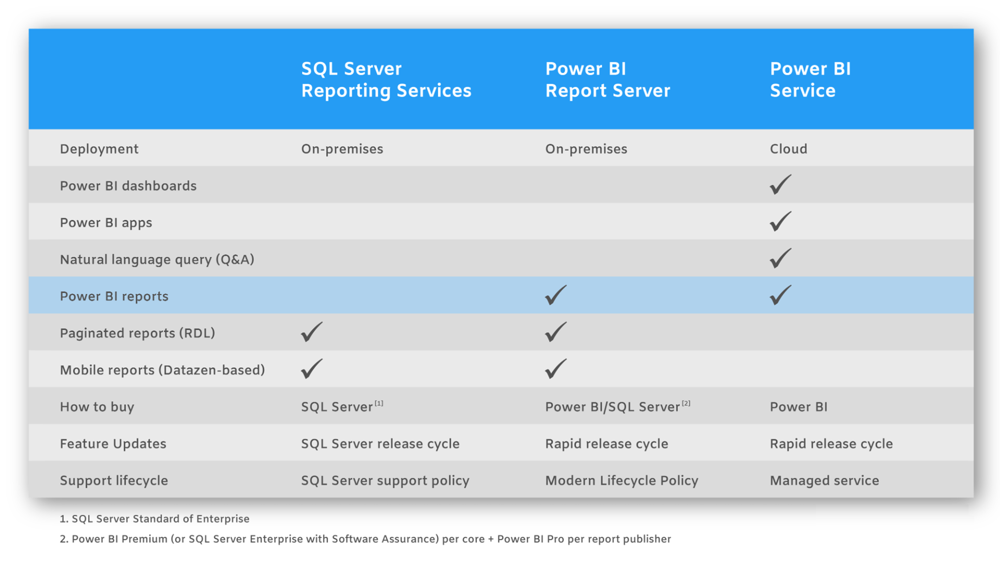 SQL Server
Reporting Services
Power BI
Report Server
Power BI
Service
Deployment On-premises On-premises Cloud
Power BI dashboards ✓
Power BI apps ✓
Natural language query (Q&A) ✓
Power BI reports ✓ ✓
Paginated reports (RDL) ✓ ✓
Mobile reports (Datazen-based) ✓ ✓
How to buy SQL Server[1] Power BI/SQL Server[2] Power BI
Feature Updates SQL Server release cycle Rapid release cycle Rapid release cycle
Support lifecycle SQL Server support policy Modern Lifecycle Policy Managed service
1. SQL Server Standard of Enterprise
2. Power BI Premium (or SQL Server Enterprise with Software Assurance) per core + Power BI Pro per report publisher